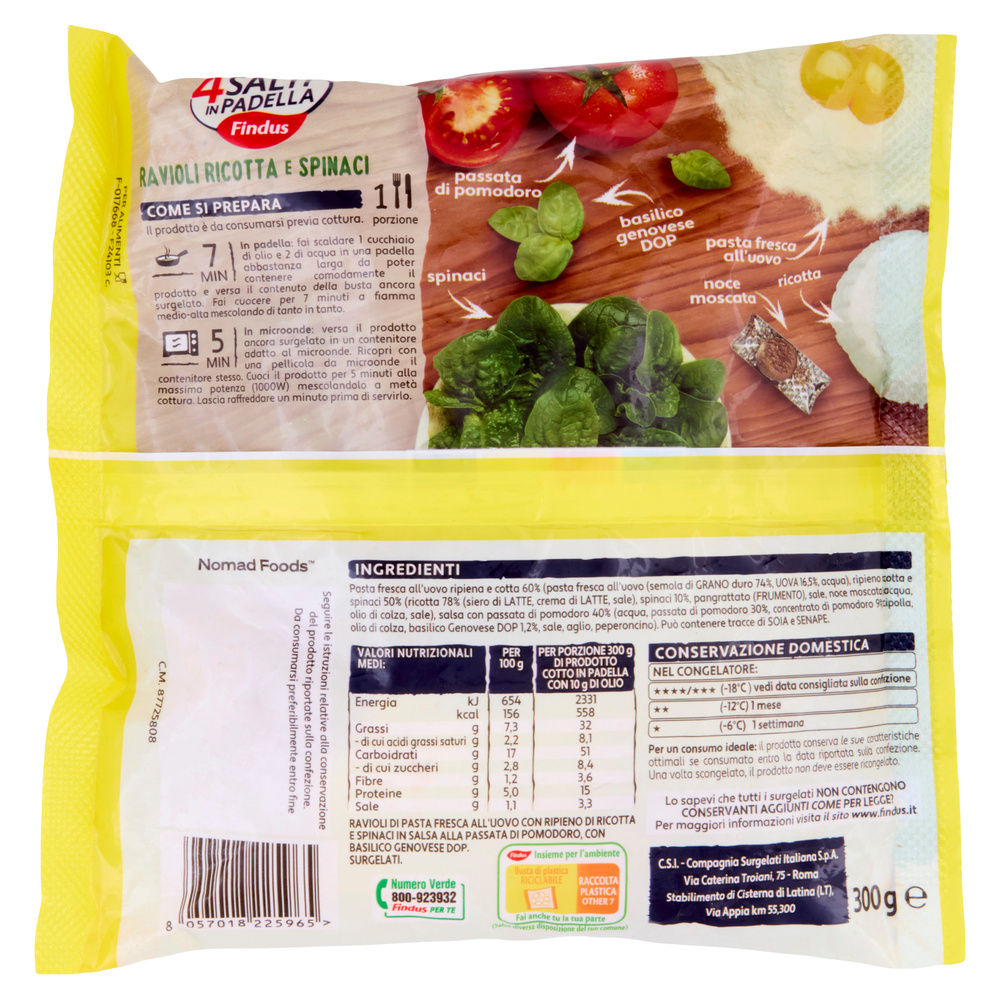 4 SALTI
IN PADELLA
Findus
RAVIOLI RICOTTA E SPINACI
COME SI PREPARA
Il prodotto è da consumarsi previa cottura.
1
porzione
7
MIN
In padella: fai scaldare 1 cucchiaio
di olio e 2 di acqua in una padella
abbastanza larga da poter
contenere comodamente il
prodotto e versa il contenuto della busta ancora
surgelato. Fai cuocere per 7 minuti a fiamma
medio-alta mescolando di tanto in tanto.
5
MIN
In microonde: versa il prodotto
ancora surgelato in un contenitore
adatto al microonde. Ricopri con
una pellicola da microonde il
contenitore stesso. Cuoci il prodotto per 5 minuti alla
massima potenza (1000W) mescolandolo a metà
cottura. Lascia raffreddare un minuto prima di servirlo.
PER ALIMENTI
F-017668 - F24103 c.
passata
di pomodoro
basilico
genovese
DOP
pasta fresca
all'uovo
spinaci
noce
moscata
ricotta
Nomad Foods™
Seguire le istruzioni relative alla conservazione
del prodotto riportate sulla confezione.
Da consumarsi preferibilmente entro fine
C.M. 87725808
INGREDIENTI
Pasta fresca all'uovo ripiena e cotta 60% (pasta fresca all'uovo (semola di GRANO duro 74%, UOVA 16,5%, acqua), ripieno
spinaci 50% (ricotta 78% (siero di LATTE, crema di LATTE, sale), spinaci 10%, pangrattato (FRUMENTO), sale, noce moscata
olio di colza, sale), salsa con passata di pomodoro 40% (acqua, passata di pomodoro 30%, concentrato di pomodoro
olio di colza, basilico Genovese DOP 1,2%, sale, aglio, peperoncino). Può contenere tracce di SOIA e SENAPE.
VALORI NUTRIZIONALI MEDI: PER 100 g PER PORZIONE 300 g DI PRODOTTO COTTO IN PADELLA CON 10 g DI OLIO
Energia kJ 654 2331
kcal 156 558
Grassi g 7,3 32
- di cui acidi grassi saturi g 2,2 8,1
Carboidrati g 17 51
- di cui zuccheri g 2,8 8,4
Fibre g 1,2 3,6
Proteine g 5,0 15
Sale g 1,1 3,3
RAVIOLI DI PASTA FRESCA ALL'UOVO CON RIPIENO DI RICOTTA
E SPINACI IN SALSA ALLA PASSATA DI POMODORO, CON
BASILICO GENOVESE DOP.
SURGELATI.
CONSERVAZIONE DOMESTICA
NEL CONGELATORE:
★★★★/★★★ (-18°C) vedi data consigliata sulla confezione
★★ (-12°C) 1 mese
★ (-6°C) 1 settimana
Per un consumo ideale: il prodotto conserva le sue caratteristiche
ottimali se consumato entro la data riportata sulla confezione.
Una volta scongelato, il prodotto non deve essere ricongelato.
Lo sapevi che tutti i surgelati NON CONTENGONO
CONSERVANTI AGGIUNTI COME PER LEGGE?
Per maggiori informazioni visita il sito www.findus.it
C.S.I. - Compagnia Surgelati Italiana S.p.A.
Via Caterina Troiani, 75 - Roma
Stabilimento di Cisterna di Latina (LT),
Via Appia km 55,300
300 g e
Numero Verde
800-923932
Findus PER TE
Findus Insieme per l'ambiente
Busta di plastica
RICICLABILE
RACCOLTA
PLASTICA
OTHER 7
Fai anche tu la tua parte
(Salvo diversa disposizione del tuo comune)
8 057018 225965 >